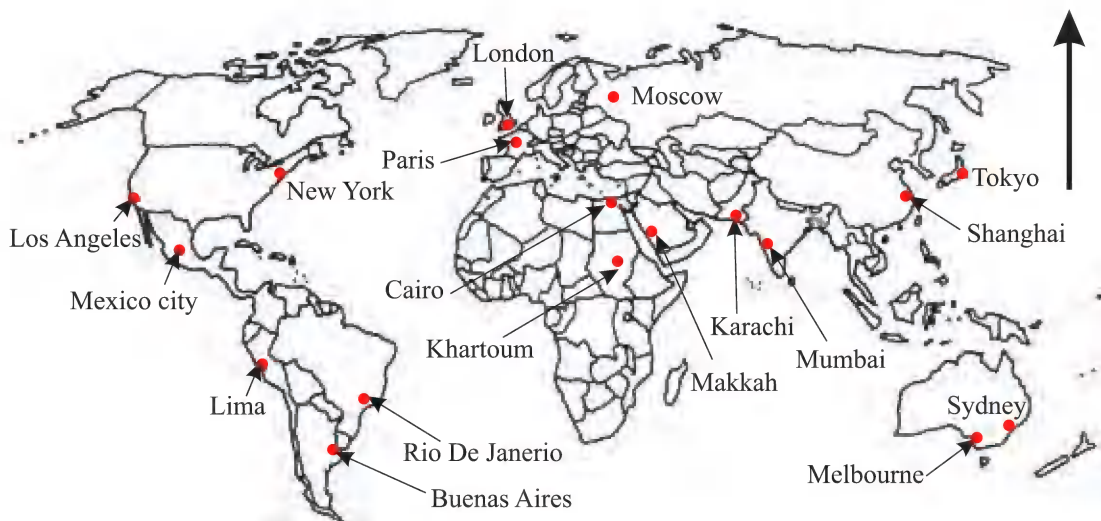 London
Moscow
Paris
New York
Tokyo
Los Angeles
Shanghai
Mexico city
Cairo
Karachi
Khartoum
Mumbai
Makkah
Lima
Sydney
Rio De Janerio
Melbourne
Buenas Aires